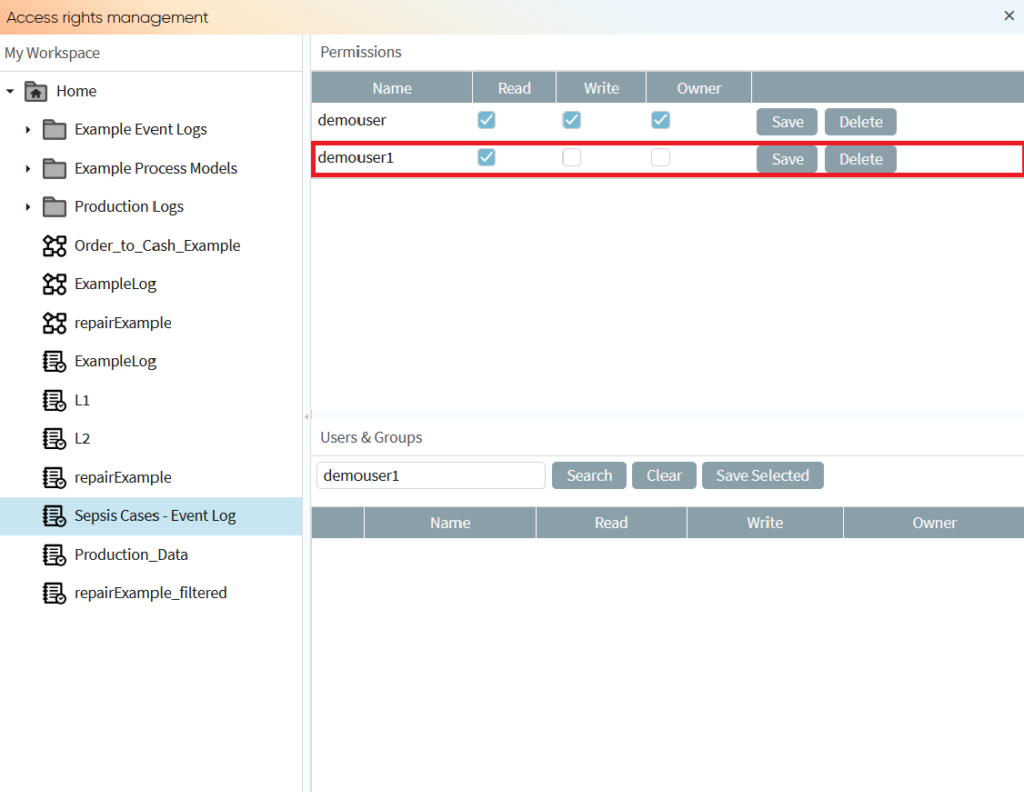 Access rights management
My Workspace
Home
Example Event Logs
Example Process Models
Production Logs
Order_to_Cash_Example
ExampleLog
repairExample
ExampleLog
L1
L2
repairExample
Sepsis Cases - Event Log
Production_Data
repairExample_filtered
Permissions
Name Read Write Owner
demouser Save Delete
demouser1 Save Delete
Users & Groups
demouser1 Search Clear Save Selected
Name Read Write Owner